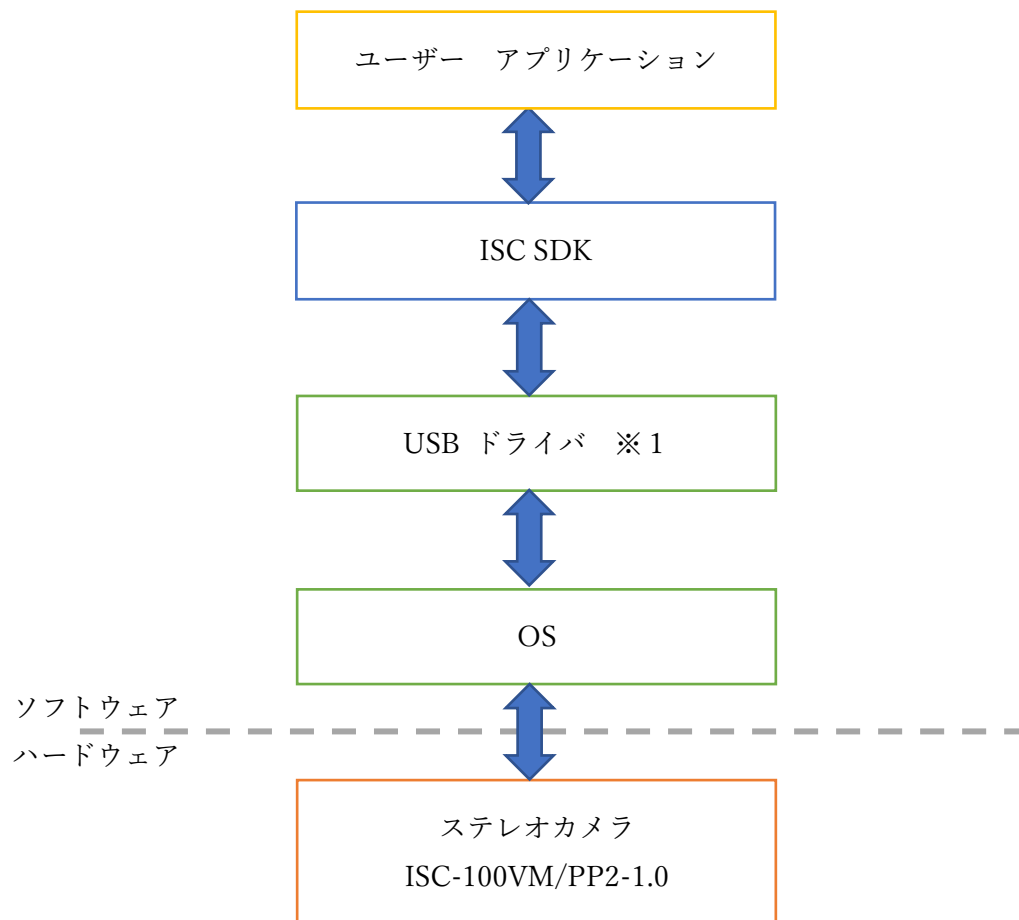 ユーザー　アプリケーション
ISC SDK
USB ドライバ　※1
OS
ソフトウェア
ハードウェア
ステレオカメラ
ISC-100VM/PP2-1.0